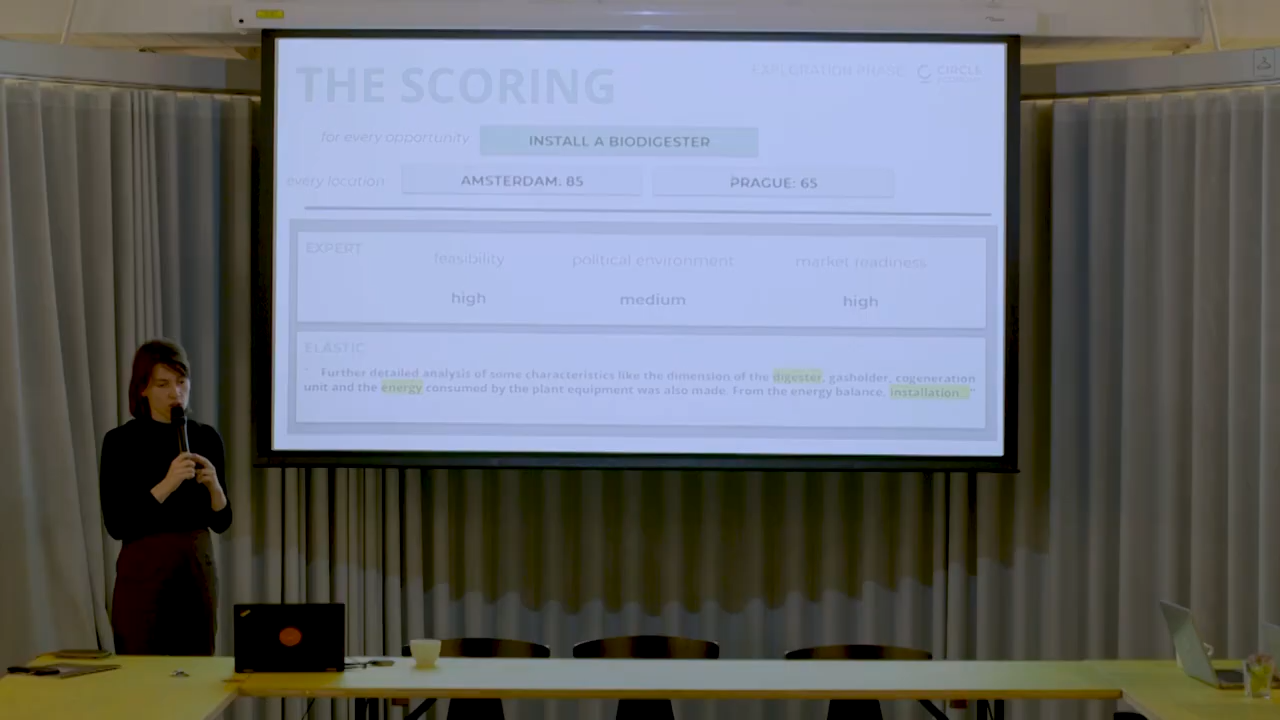 THE SCORING
EXPLORATION PHASE
CIRCLE
ECONOMY
for every opportunity
INSTALL A BIODIGESTER
every location
AMSTERDAM: 85
PRAGUE: 65
EXPERT
feasibility
political environment
market readiness
high
medium
high
ELASTIC
" Further detailed analysis of some characteristics like the dimension of the digester, gasholder, cogeneration
unit and the energy consumed by the plant equipment was also made. From the energy balance, installation..."